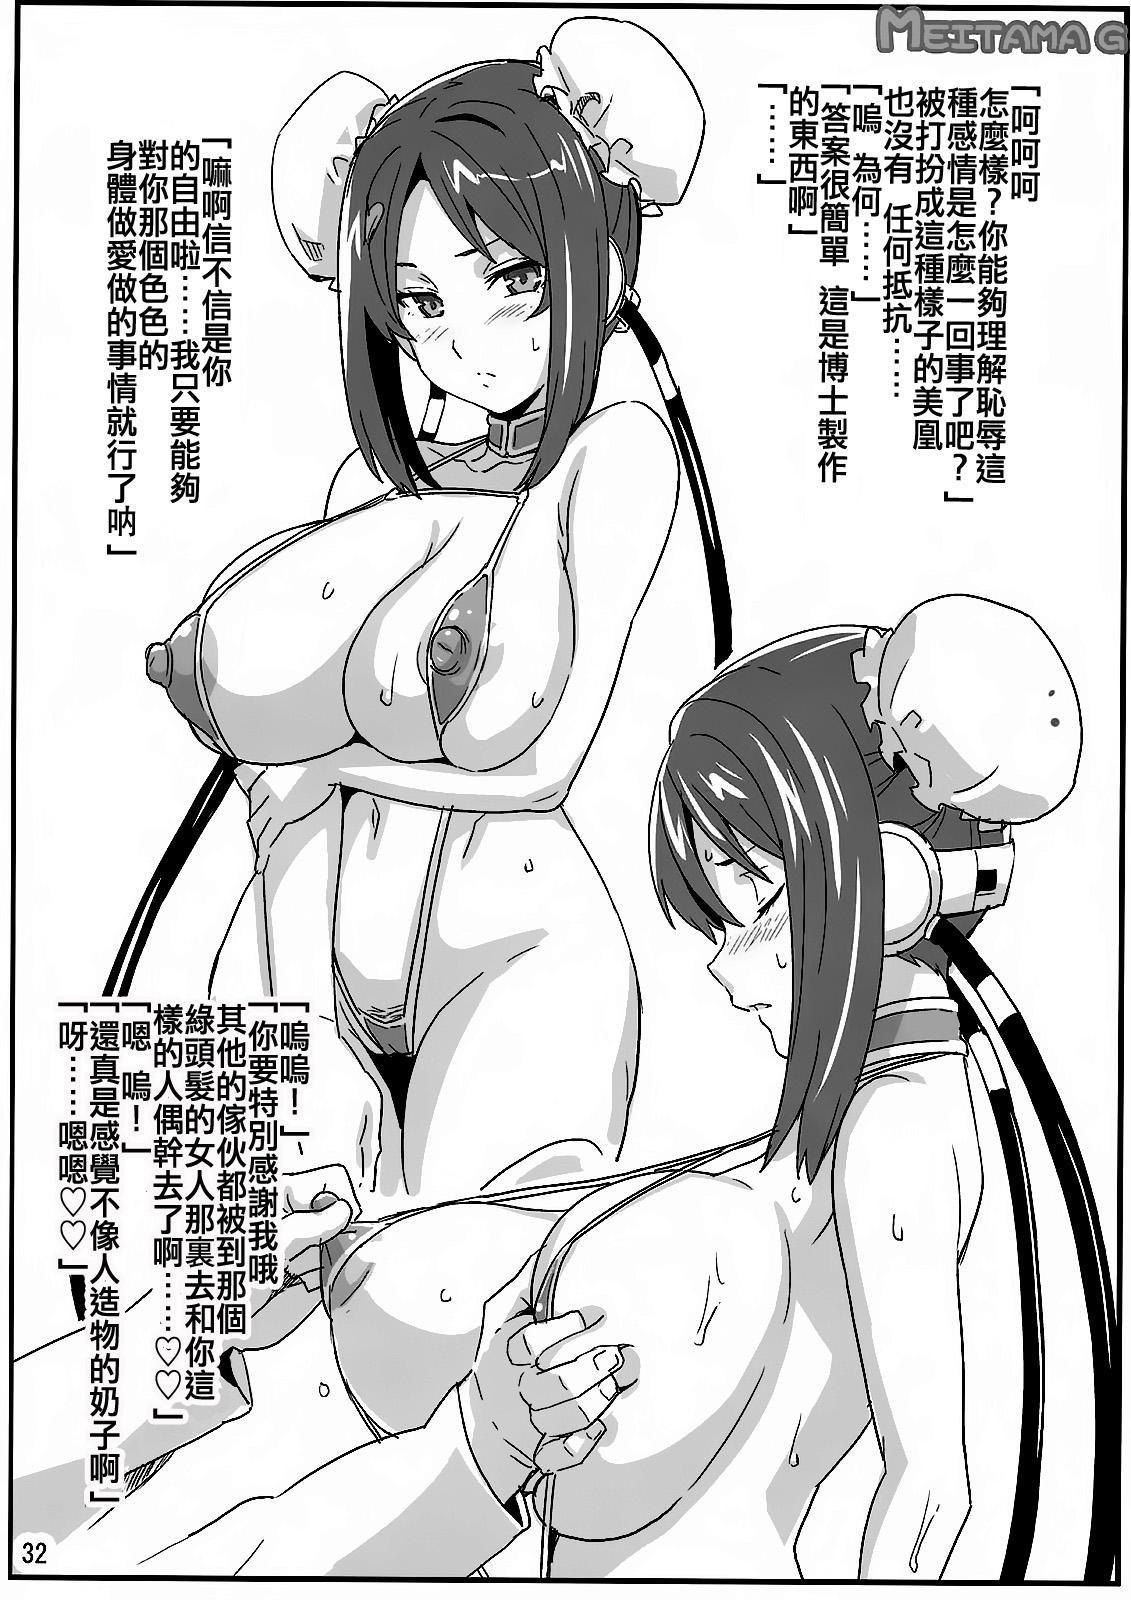 MEITAMA G
「呵呵呵
怎麼樣？你能夠理解恥辱這
種感情是怎麼一回事了吧？」
被打扮成這種樣子的美凰
也沒有 任何抵抗……
「嗚 為何……」
「答案很簡單 這是博士製作
的東西啊」
「……」
「嘛啊信不信是你
的自由啦……我只要能夠
對你那個色色的
身體做愛做的事情就行了呐」
「嗚嗚！」
「你要特別感謝我哦
其他的傢伙都被到那個
綠頭髮的女人那裏去和你這
樣的人偶幹去了啊……♡♡」
「嗯 嗚！」
「還真是感覺不像人造物的奶子啊」
「呀……嗯嗯♡♡」
32